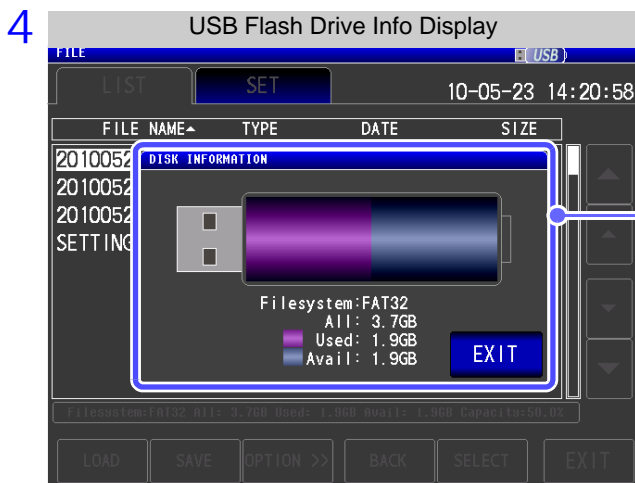 4
USB Flash Drive Info Display
FILE
USB
LIST SET 10-05-23 14:20:58
FILE NAME TYPE DATE SIZE
2010052
2010052
2010052
SETTING
DISK INFORMATION
Filesystem:FAT32
All: 3.7GB
Used: 1.9GB
Avail: 1.9GB
EXIT
Filesystem:FAT32 All: 3.7GB Used: 1.9GB Avail: 1.9GB Capacity:50.0%
LOAD SAVE OPTION >> BACK SELECT EXIT